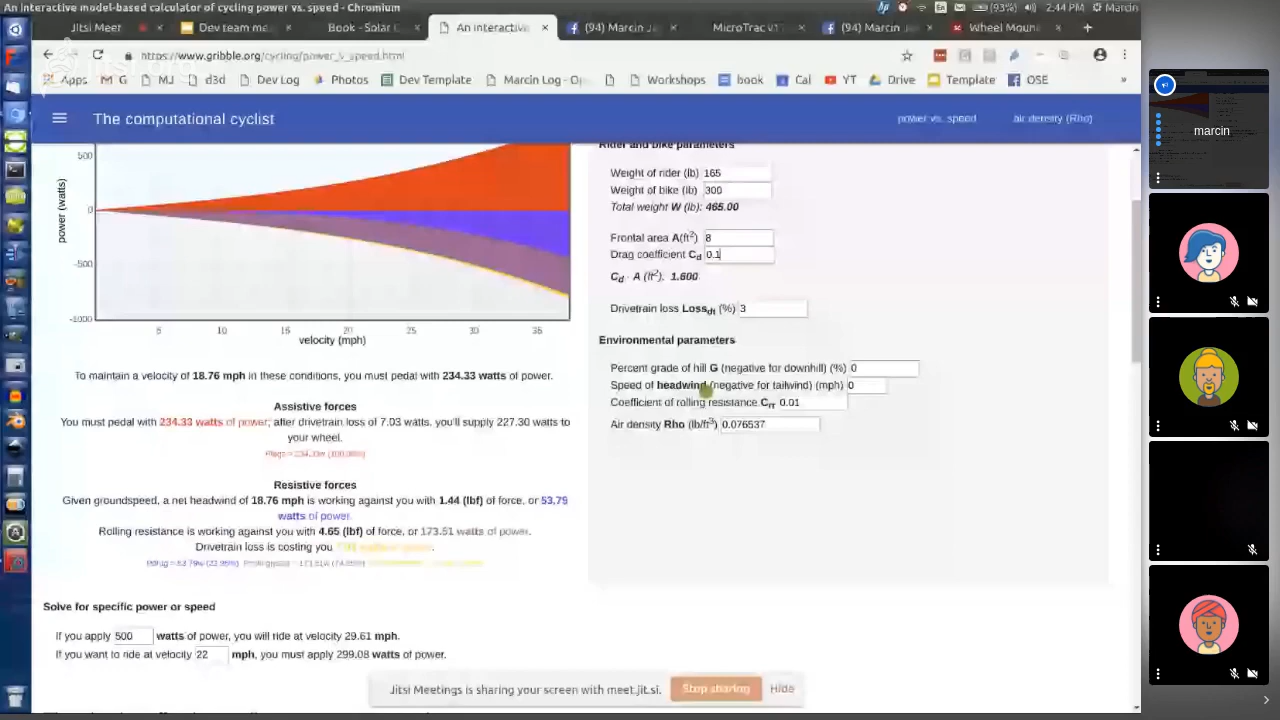 An interactive model-based calculator of cycling power vs. speed - Chromium
En (93%) 2:44 PM Marcin
Jitsi Meet Dev team me Book - Solar E An interactive (94) Marcin Je MicroTrac v1 (94) Marcin Je Wheel Moun
https://www.gribble.org/cycling/power_v_speed.html
Apps M G MJ d3d Dev Log Photos Dev Template Marcin Log - Op Workshops book Cal YT Drive Template OSE »
The computational cyclist power vs. speed air density (Rho)
500
0
-500
-1000
power (watts)
5 10 15 20 25 30 35
velocity (mph)
To maintain a velocity of 18.76 mph in these conditions, you must pedal with 234.33 watts of power.
Assistive forces
You must pedal with 234.33 watts of power; after drivetrain loss of 7.03 watts, you'll supply 227.30 watts to
your wheel.
Plegs = 234.33w (100.00%)
Resistive forces
Given groundspeed, a net headwind of 18.76 mph is working against you with 1.44 (lbf) of force, or 53.79
watts of power.
Rolling resistance is working against you with 4.65 (lbf) of force, or 173.51 watts of power.
Drivetrain loss is costing you
Solve for specific power or speed
If you apply 500 watts of power, you will ride at velocity 29.61 mph.
If you want to ride at velocity 22 mph, you must apply 299.08 watts of power.
Rider and bike parameters
Weight of rider (lb) 165
Weight of bike (lb) 300
Total weight W (lb): 465.00
Frontal area A(ft2) 8
Drag coefficient Cd 0.1
Cd · A (ft2): 1.600
Drivetrain loss Lossdt (%) 3
Environmental parameters
Percent grade of hill G (negative for downhill) (%) 0
Speed of headwind (negative for tailwind) (mph) 0
Coefficient of rolling resistance Crr 0.01
Air density Rho (lb/ft3) 0.076537
Jitsi Meetings is sharing your screen with meet.jit.si. Stop sharing Hide
marcin